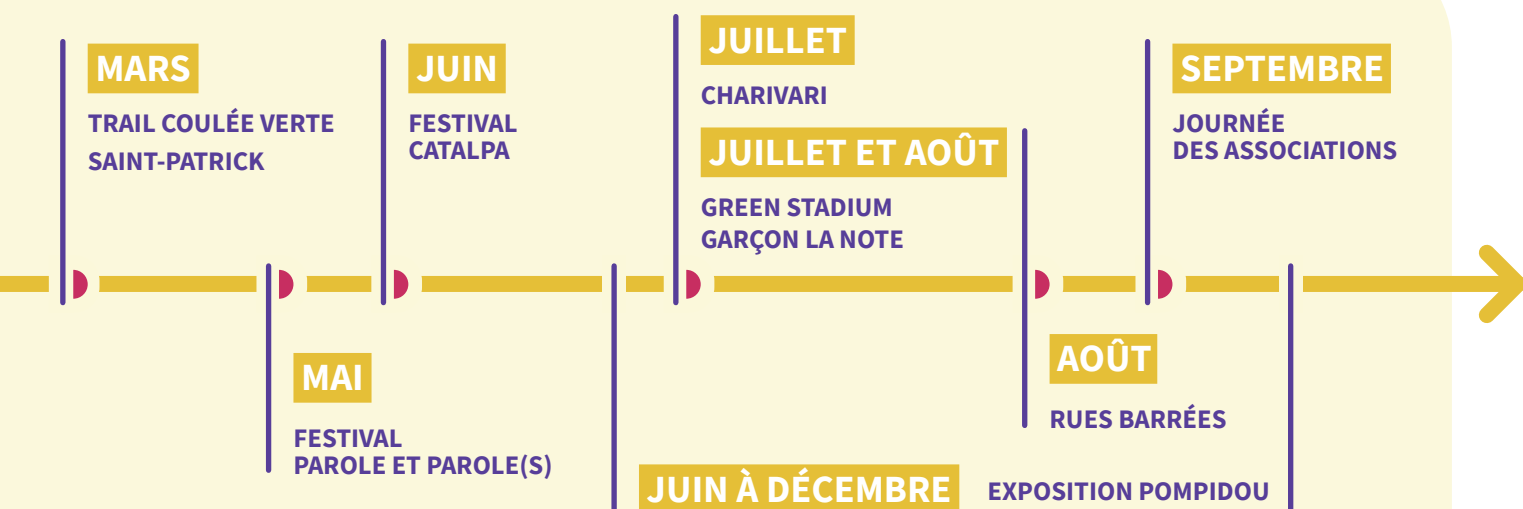 MARS
TRAIL COULÉE VERTE
SAINT-PATRICK
JUIN
FESTIVAL
CATALPA
JUILLET
CHARIVARI
JUILLET ET AOÛT
GREEN STADIUM
GARÇON LA NOTE
SEPTEMBRE
JOURNÉE
DES ASSOCIATIONS
MAI
FESTIVAL
PAROLE ET PAROLE(S)
AOÛT
RUES BARRÉES
JUIN À DÉCEMBRE
EXPOSITION POMPIDOU